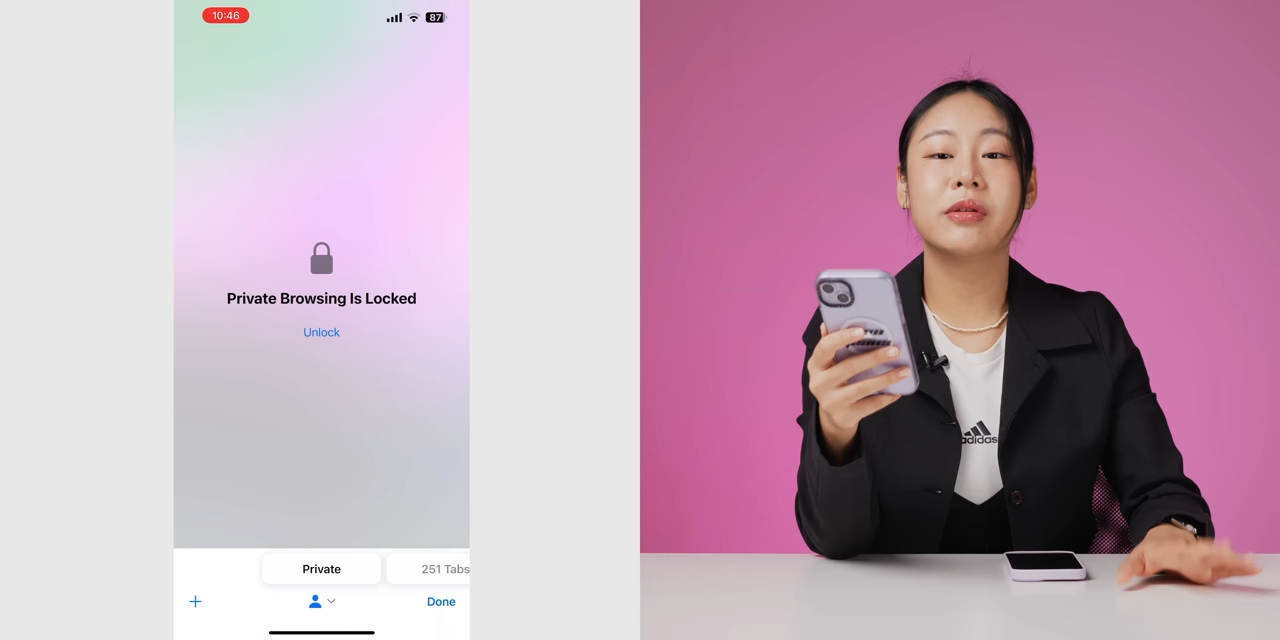 10:46
87
Private Browsing Is Locked
Unlock
Private
251 Tabs
Done
adidas